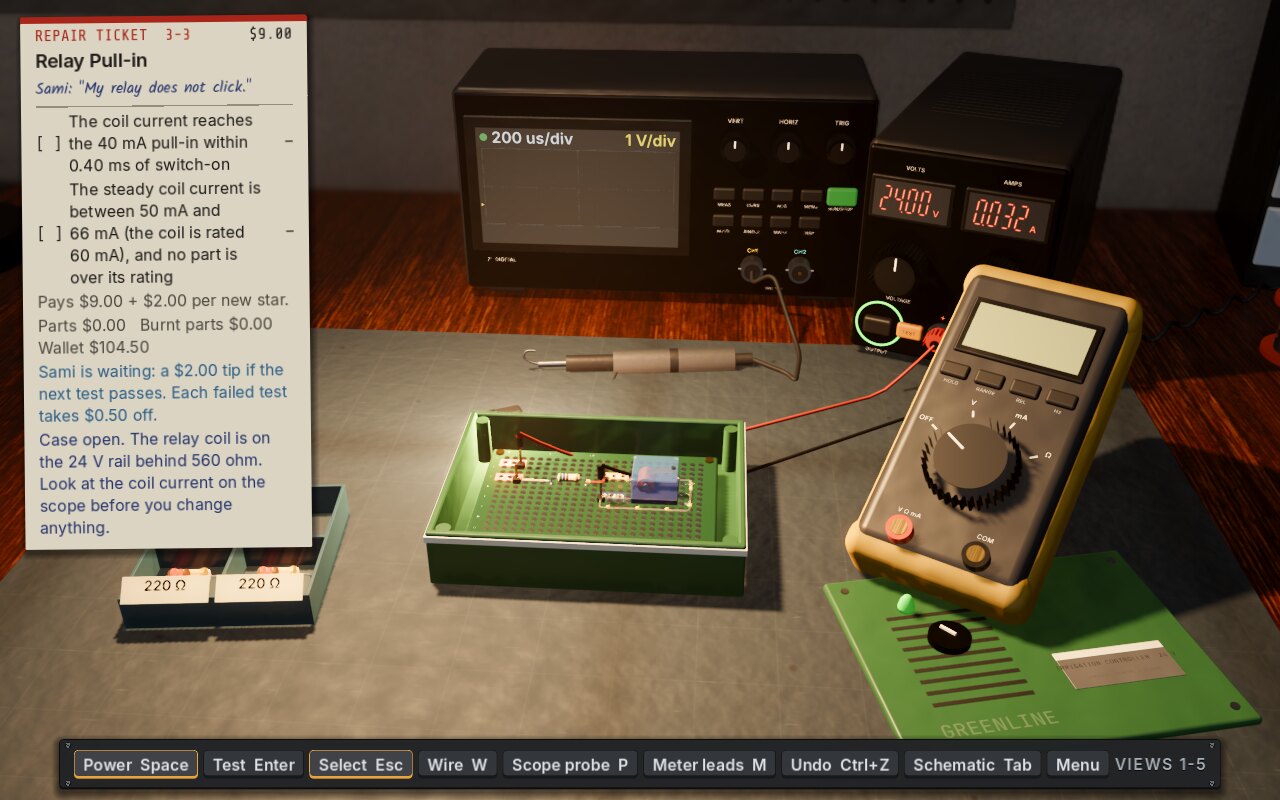 REPAIR TICKET 3-3 $9.00
Relay Pull-in
Sami: "My relay does not click."
The coil current reaches
[ ] the 40 mA pull-in within –
0.40 ms of switch-on
The steady coil current is
between 50 mA and
[ ] 66 mA (the coil is rated –
60 mA), and no part is
over its rating
Pays $9.00 + $2.00 per new star.
Parts $0.00 Burnt parts $0.00
Wallet $104.50
Sami is waiting: a $2.00 tip if the
next test passes. Each failed test
takes $0.50 off.
Case open. The relay coil is on
the 24 V rail behind 560 ohm.
Look at the coil current on the
scope before you change
anything.
200 us/div 1 V/div
VERT HORIZ TRIG
CH1 CH2
VOLTS AMPS
24.00 V 0.032 A
VOLTAGE
OUTPUT
HOLD RANGE REL HZ
OFF V mA Ω
V Ω mA COM
220 Ω 220 Ω
GREENLINE
Power Space Test Enter Select Esc Wire W Scope probe P Meter leads M Undo Ctrl+Z Schematic Tab Menu VIEWS 1-5